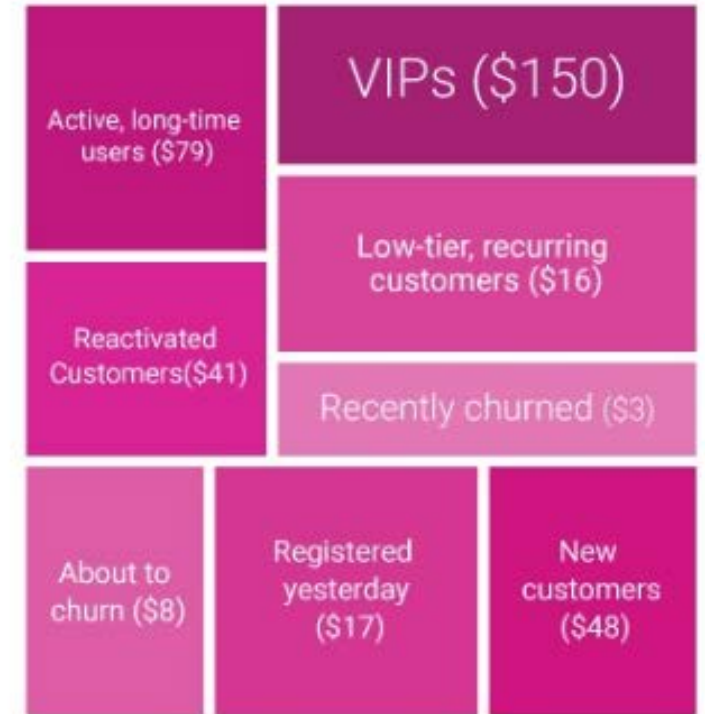 Active, long-time
users ($79)
VIPs ($150)
Low-tier, recurring
customers ($16)
Reactivated
Customers($41)
Recently churned ($3)
About to
churn ($8)
Registered
yesterday
($17)
New
customers
($48)